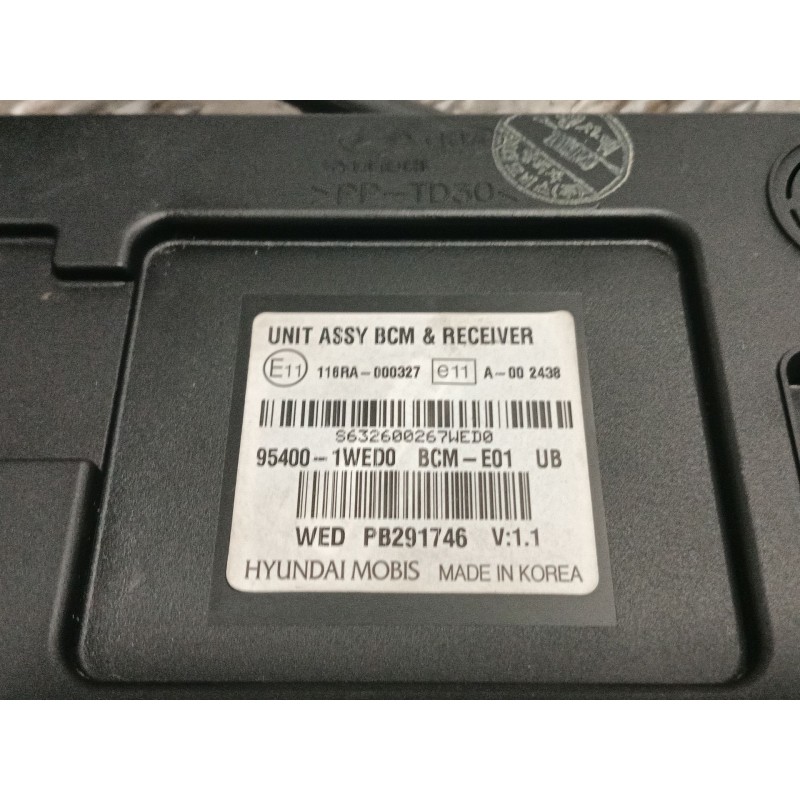 >PP-TD30<
UNIT ASSY BCM & RECEIVER
E11 116RA-000327 e11 A-00 2438
S632600267WED0
95400-1WED0 BCM-E01 UB
WED PB291746 V:1.1
HYUNDAI MOBIS MADE IN KOREA